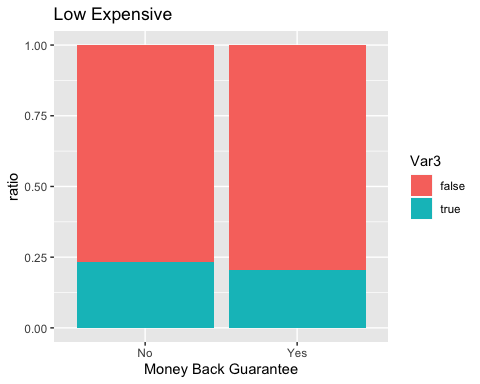 Low Expensive
1.00
0.75
0.50
0.25
0.00
ratio
No Yes
Money Back Guarantee
Var3
false
true